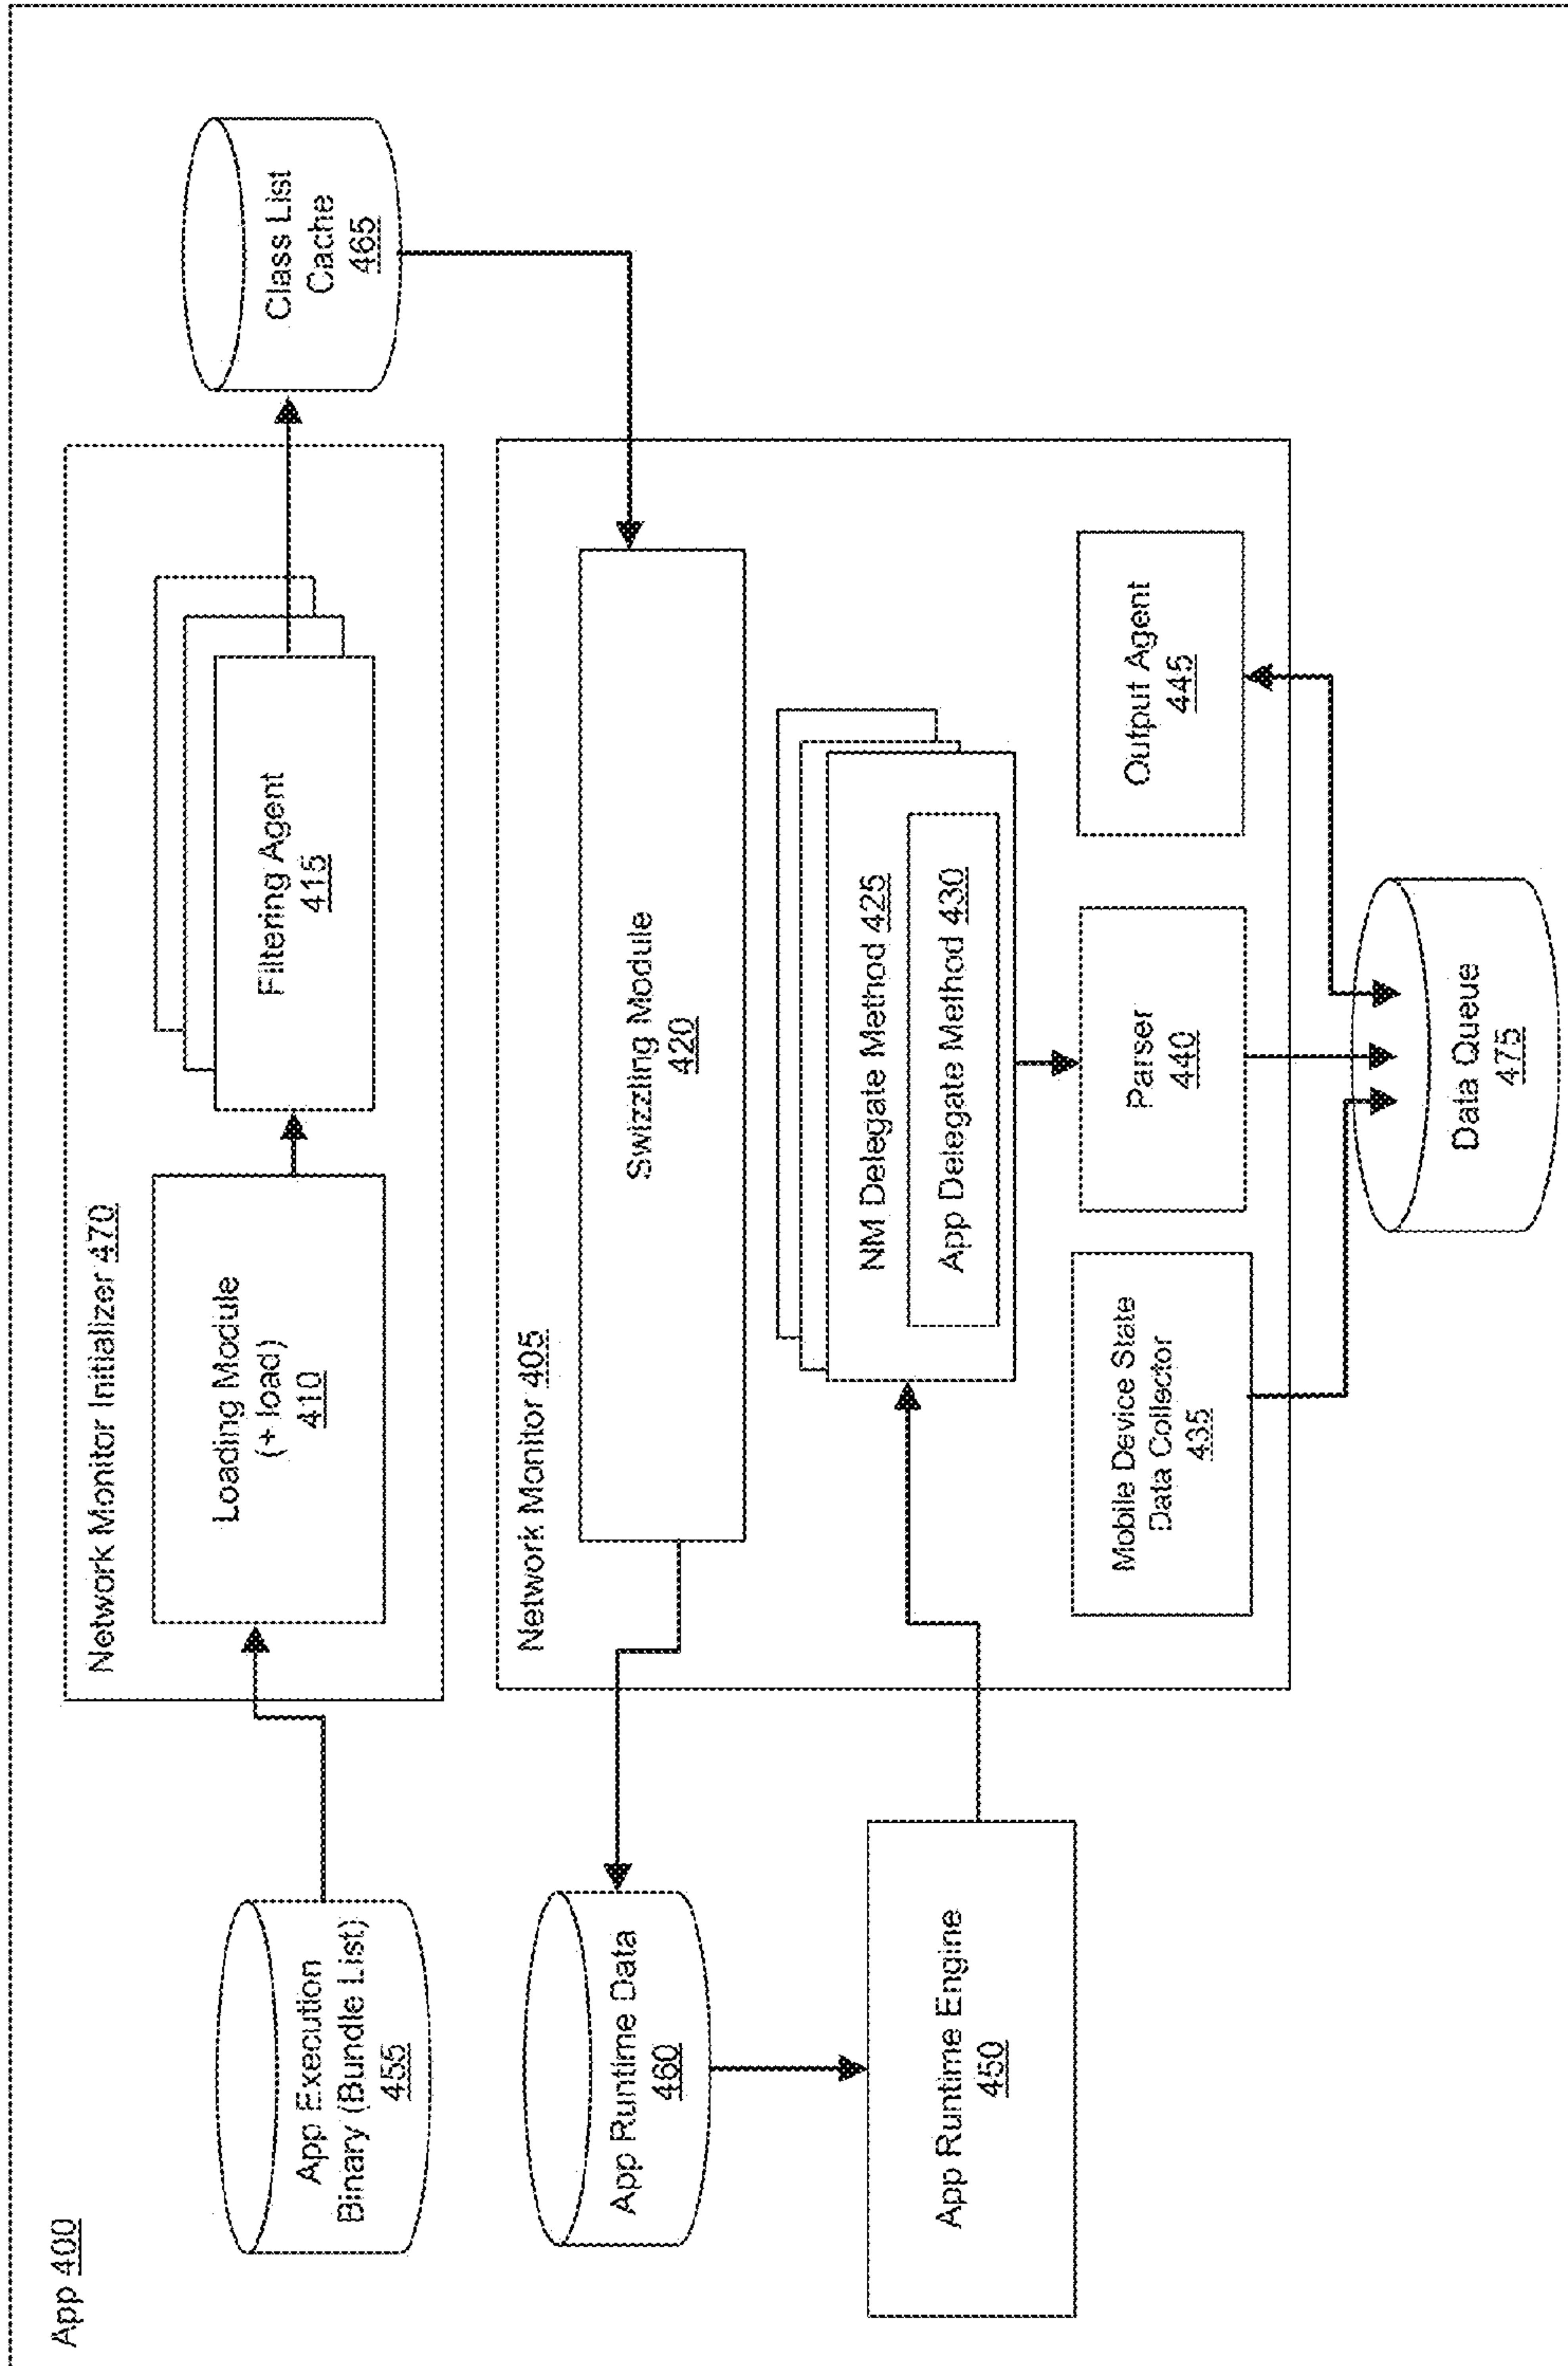 App 400
App Execution
Binary (Bundle List)
455
Network Monitor Initializer 470
Loading Module
(+ load)
410
Filtering Agent
415
Class List
Cache
465
App Runtime Data
460
App Runtime Engine
450
Network Monitor 405
Swizzling Module
420
NM Delegate Method 425
App Delegate Method 430
Mobile Device State
Data Collector
435
Parser
440
Output Agent
445
Data Queue
475